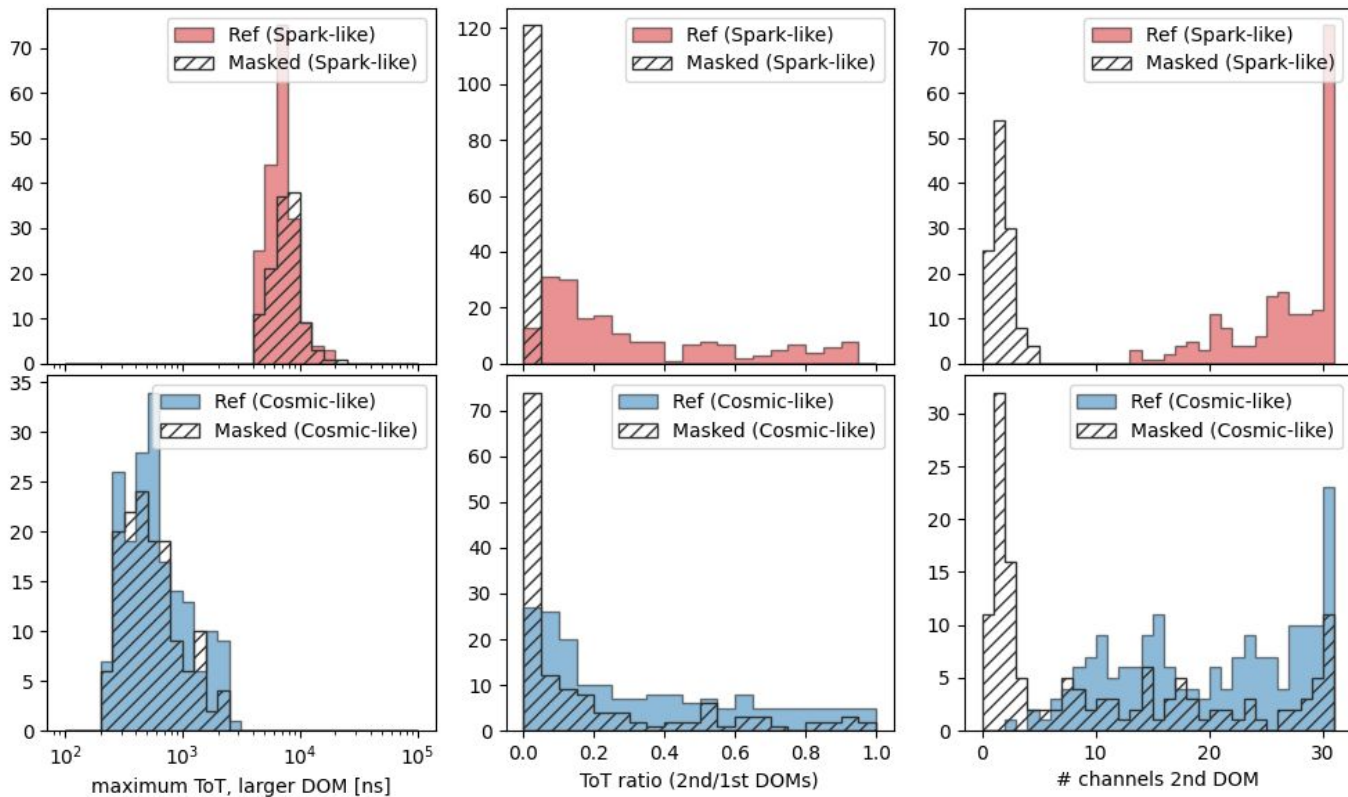 Ref (Spark-like)
Masked (Spark-like)
70
60
50
40
30
20
10
0
Ref (Spark-like)
Masked (Spark-like)
120
100
80
60
40
20
0
Ref (Spark-like)
Masked (Spark-like)
70
60
50
40
30
20
10
0
Ref (Cosmic-like)
Masked (Cosmic-like)
35
30
25
20
15
10
5
0
10² 10³ 10⁴ 10⁵
maximum ToT, larger DOM [ns]
Ref (Cosmic-like)
Masked (Cosmic-like)
70
60
50
40
30
20
10
0
0.0 0.2 0.4 0.6 0.8 1.0
ToT ratio (2nd/1st DOMs)
Ref (Cosmic-like)
Masked (Cosmic-like)
30
25
20
15
10
5
0
0 10 20 30
# channels 2nd DOM